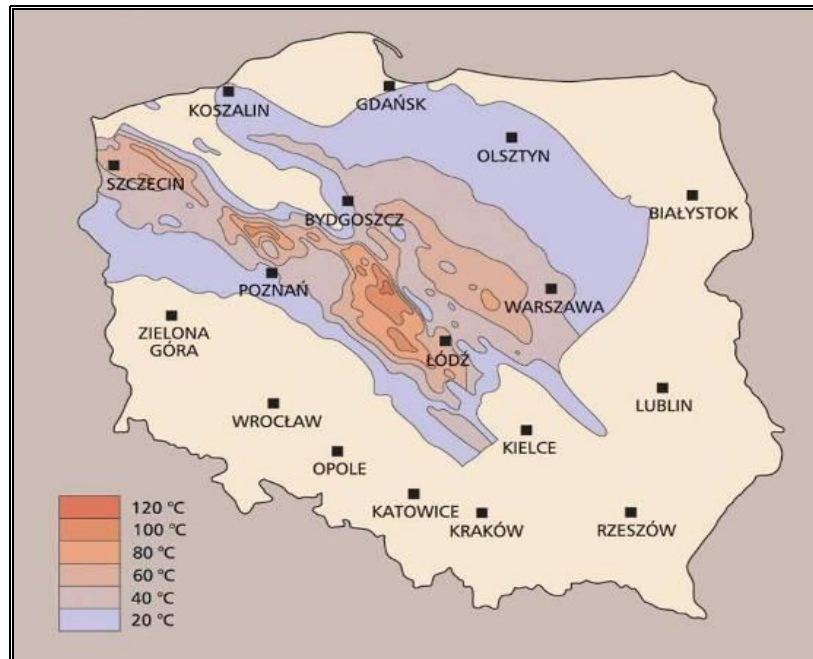 KOSZALIN
GDAŃSK
OLSZTYN
SZCZECIN
BIAŁYSTOK
BYDGOSZCZ
POZNAŃ
WARSZAWA
ZIELONA
GÓRA
ŁÓDŹ
WROCŁAW
LUBLIN
KIELCE
OPOLE
KATOWICE
KRAKÓW
RZESZÓW
120 °C
100 °C
80 °C
60 °C
40 °C
20 °C